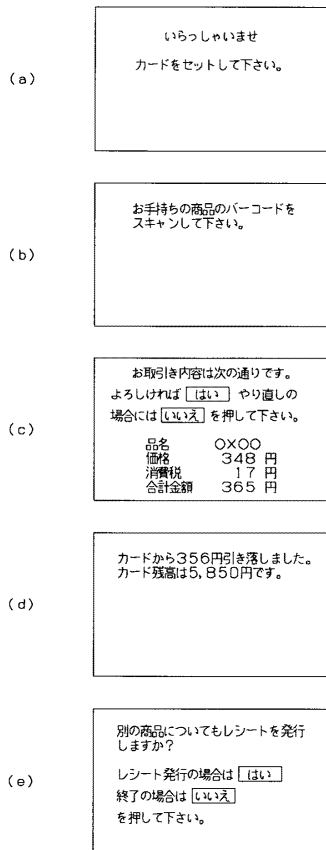 (a)
いらっしゃいませ
カードをセットして下さい。
(b)
お手持ちの商品のバーコードを
スキャンして下さい。
(c)
お取引き内容は次の通りです。
よろしければ はい やり直しの
場合には いいえ を押して下さい。
品名 〇×〇〇
価格 348 円
消費税 17 円
合計金額 365 円
(d)
カードから356円引き落しました。
カード残高は5,850円です。
(e)
別の商品についてもレシートを発行
しますか?
レシート発行の場合は はい
終了の場合は いいえ
を押して下さい。